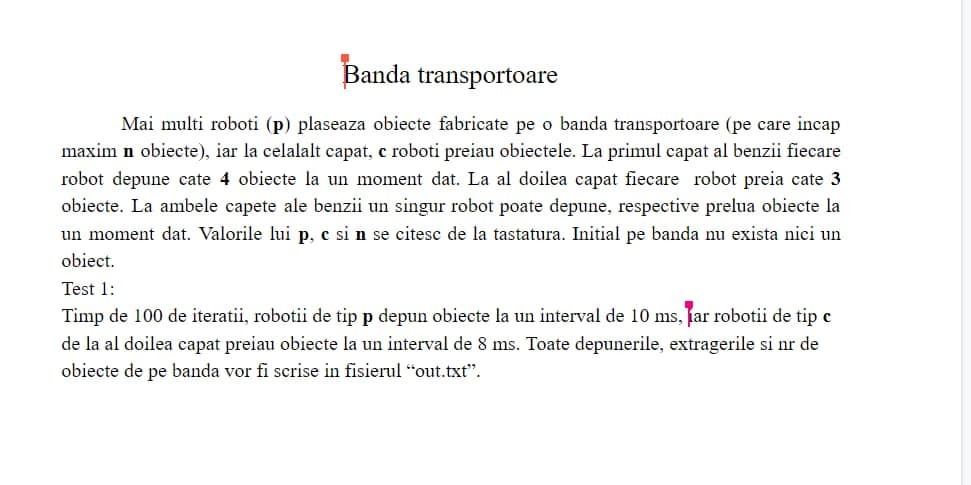 Banda transportoare
Mai multi roboti (p) plaseaza obiecte fabricate pe o banda transportoare (pe care incap
maxim n obiecte), iar la celalalt capat, c roboti preiau obiectele. La primul capat al benzii fiecare
robot depune cate 4 obiecte la un moment dat. La al doilea capat fiecare robot preia cate 3
obiecte. La ambele capete ale benzii un singur robot poate depune, respective prelua obiecte la
un moment dat. Valorile lui p, c si n se citesc de la tastatura. Initial pe banda nu exista nici un
obiect.
Test 1:
Timp de 100 de iteratii, robotii de tip p depun obiecte la un interval de 10 ms, iar robotii de tip c
de la al doilea capat preiau obiecte la un interval de 8 ms. Toate depunerile, extragerile si nr de
obiecte de pe banda vor fi scrise in fisierul “out.txt”.